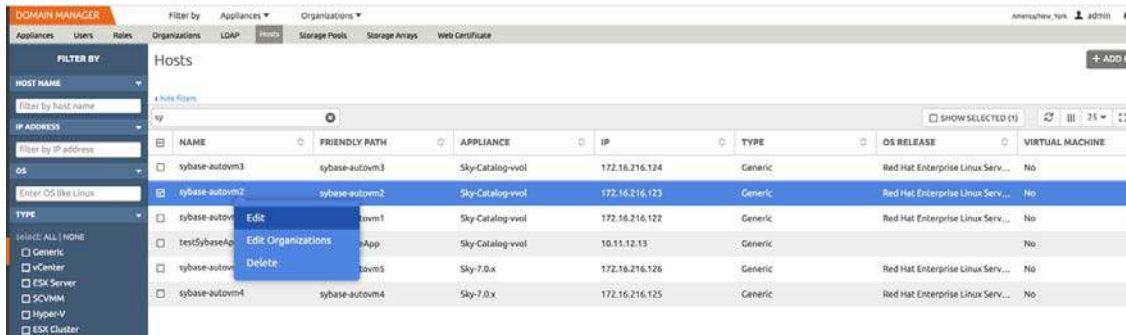 DOMAIN MANAGER Filter by Appliances Organizations America/New_York admin
Appliances Users Roles Organizations LDAP Hosts Storage Pools Storage Arrays Web Certificate
FILTER BY
Hosts
+ ADD
HOST NAME
Filter by host name
hide filters
sy
SHOW SELECTED (1) 25
IP ADDRESS
Filter by IP address
NAME FRIENDLY PATH APPLIANCE IP TYPE OS RELEASE VIRTUAL MACHINE
OS
Enter OS like Linux
sybase-autovm3 sybase-autovm3 Sky-Catalog-vvol 172.16.216.124 Generic Red Hat Enterprise Linux Serv... No
sybase-autovm2 sybase-autovm2 Sky-Catalog-vvol 172.16.216.123 Generic Red Hat Enterprise Linux Serv... No
TYPE
sybase-autov tovm1 Sky-Catalog-vvol 172.16.216.122 Generic Red Hat Enterprise Linux Serv... No
Edit
select: ALL | NONE
testSybaseAp eApp Sky-Catalog-vvol 10.11.12.13 Generic No
Edit Organizations
Generic
vCenter
sybase-autov tovm5 Sky-7.0.x 172.16.216.126 Generic Red Hat Enterprise Linux Serv... No
Delete
ESX Server
SCVMM
sybase-autovm4 sybase-autovm4 Sky-7.0.x 172.16.216.125 Generic Red Hat Enterprise Linux Serv... No
Hyper-V
ESX Cluster